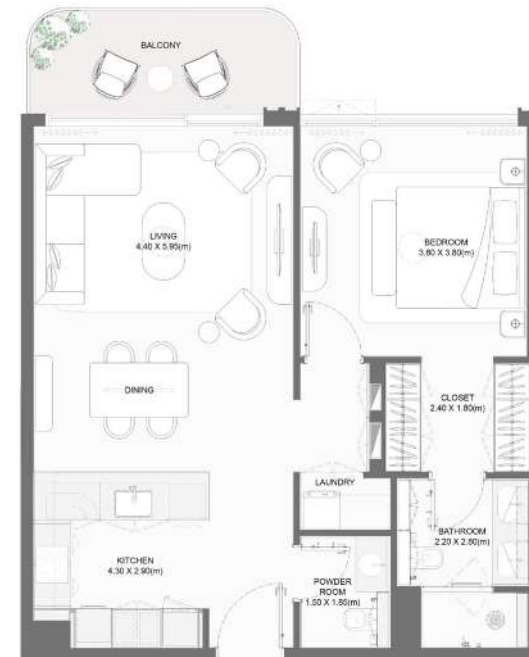 BALCONY
LIVING
4.40 X 5.95(m)
BEDROOM
3.80 X 3.80(m)
DINING
CLOSET
2.40 X 1.80(m)
LAUNDRY
BATHROOM
2.20 X 2.80(m)
KITCHEN
4.30 X 2.90(m)
POWDER
ROOM
1.50 X 1.85(m)